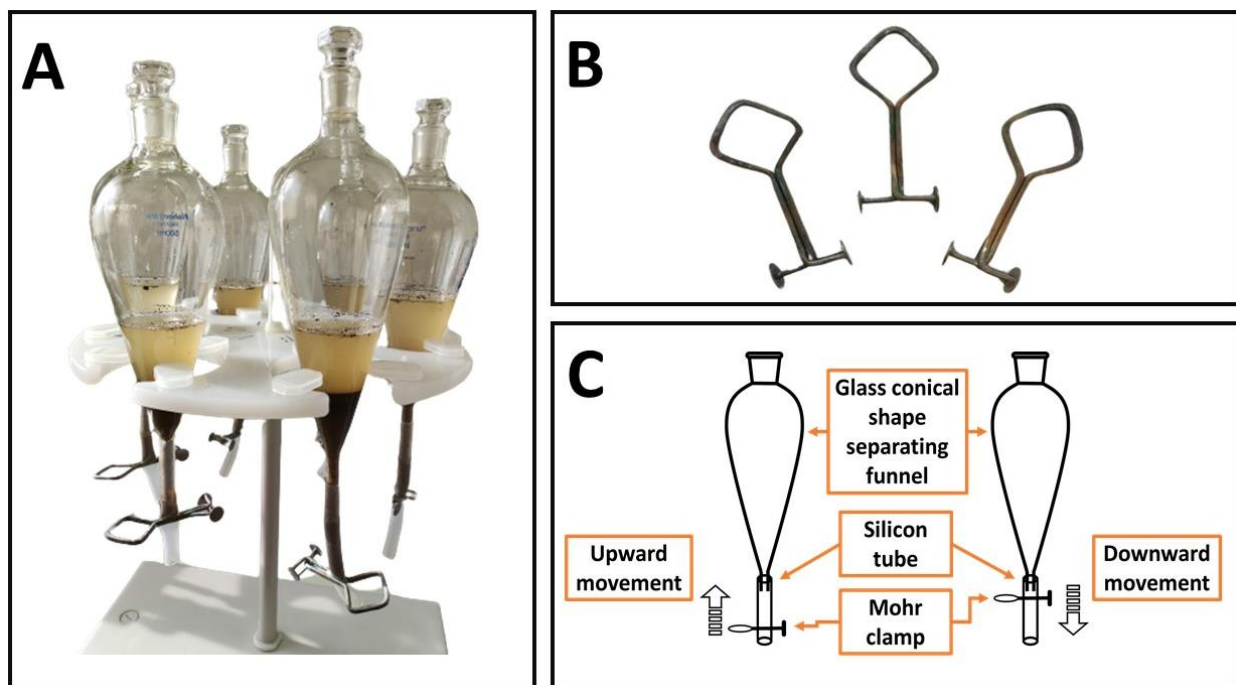 A
B
C
Glass conical
shape
separating
funnel
Silicon
tube
Upward
movement
Downward
movement
Mohr
clamp